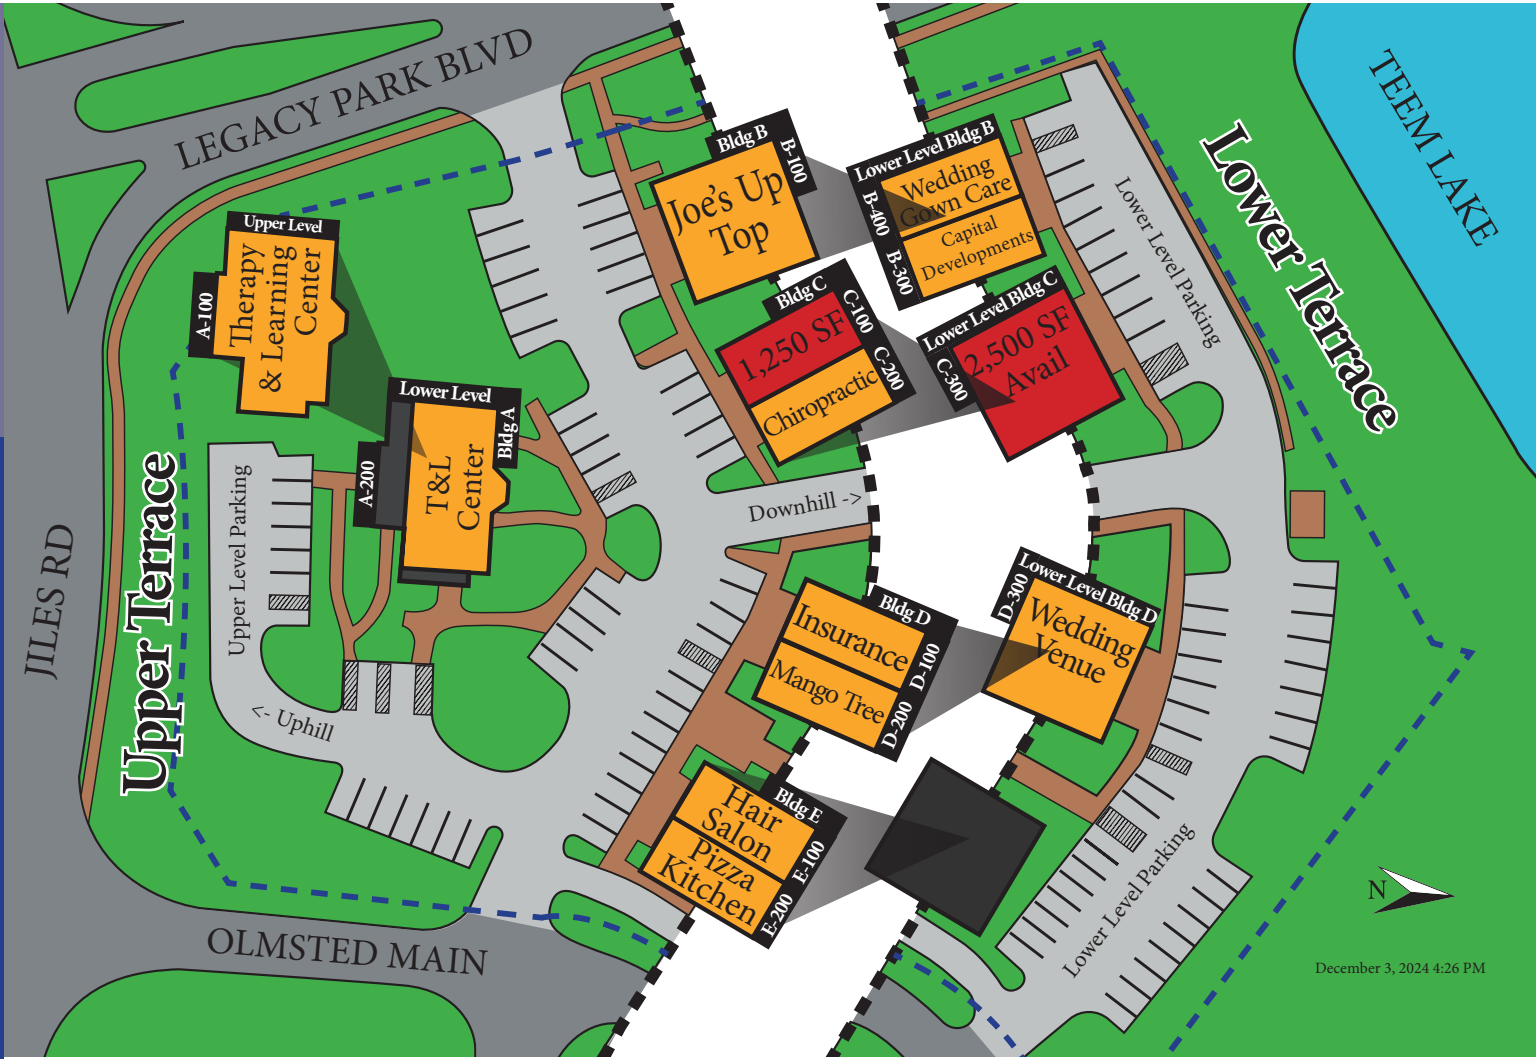 LEGACY PARK BLVD
JILES RD
OLMSTED MAIN
TEEM LAKE
Upper Terrace
Lower Terrace
Upper Level
A-100
Therapy
& Learning
Center
Lower Level
Bldg A
A-200
T&L
Center
Upper Level Parking
<- Uphill
Downhill ->
Bldg B
B-100
Joe's Up
Top
Lower Level Bldg B
B-400
B-300
Wedding
Gown Care
Capital
Developments
Bldg C
C-100
C-200
1,250 SF
Chiropractic
Lower Level Bldg C
C-300
2,500 SF
Avail
Lower Level Parking
Bldg D
D-100
D-200
Insurance
Mango Tree
Lower Level Bldg D
D-300
Wedding
Venue
Bldg E
E-100
E-200
Hair
Salon
Pizza
Kitchen
Lower Level Parking
N
December 3, 2024 4:26 PM